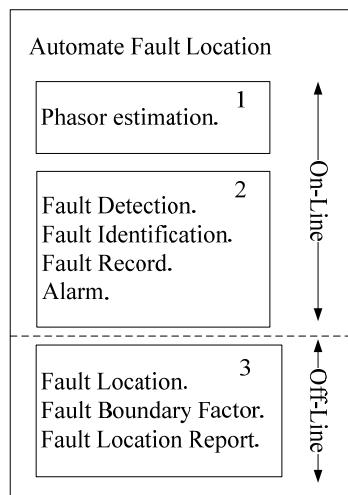 Automate Fault Location
1
Phasor estimation.
2
Fault Detection.
Fault Identification.
Fault Record.
Alarm.
On-Line
3
Fault Location.
Fault Boundary Factor.
Fault Location Report.
Off-Line